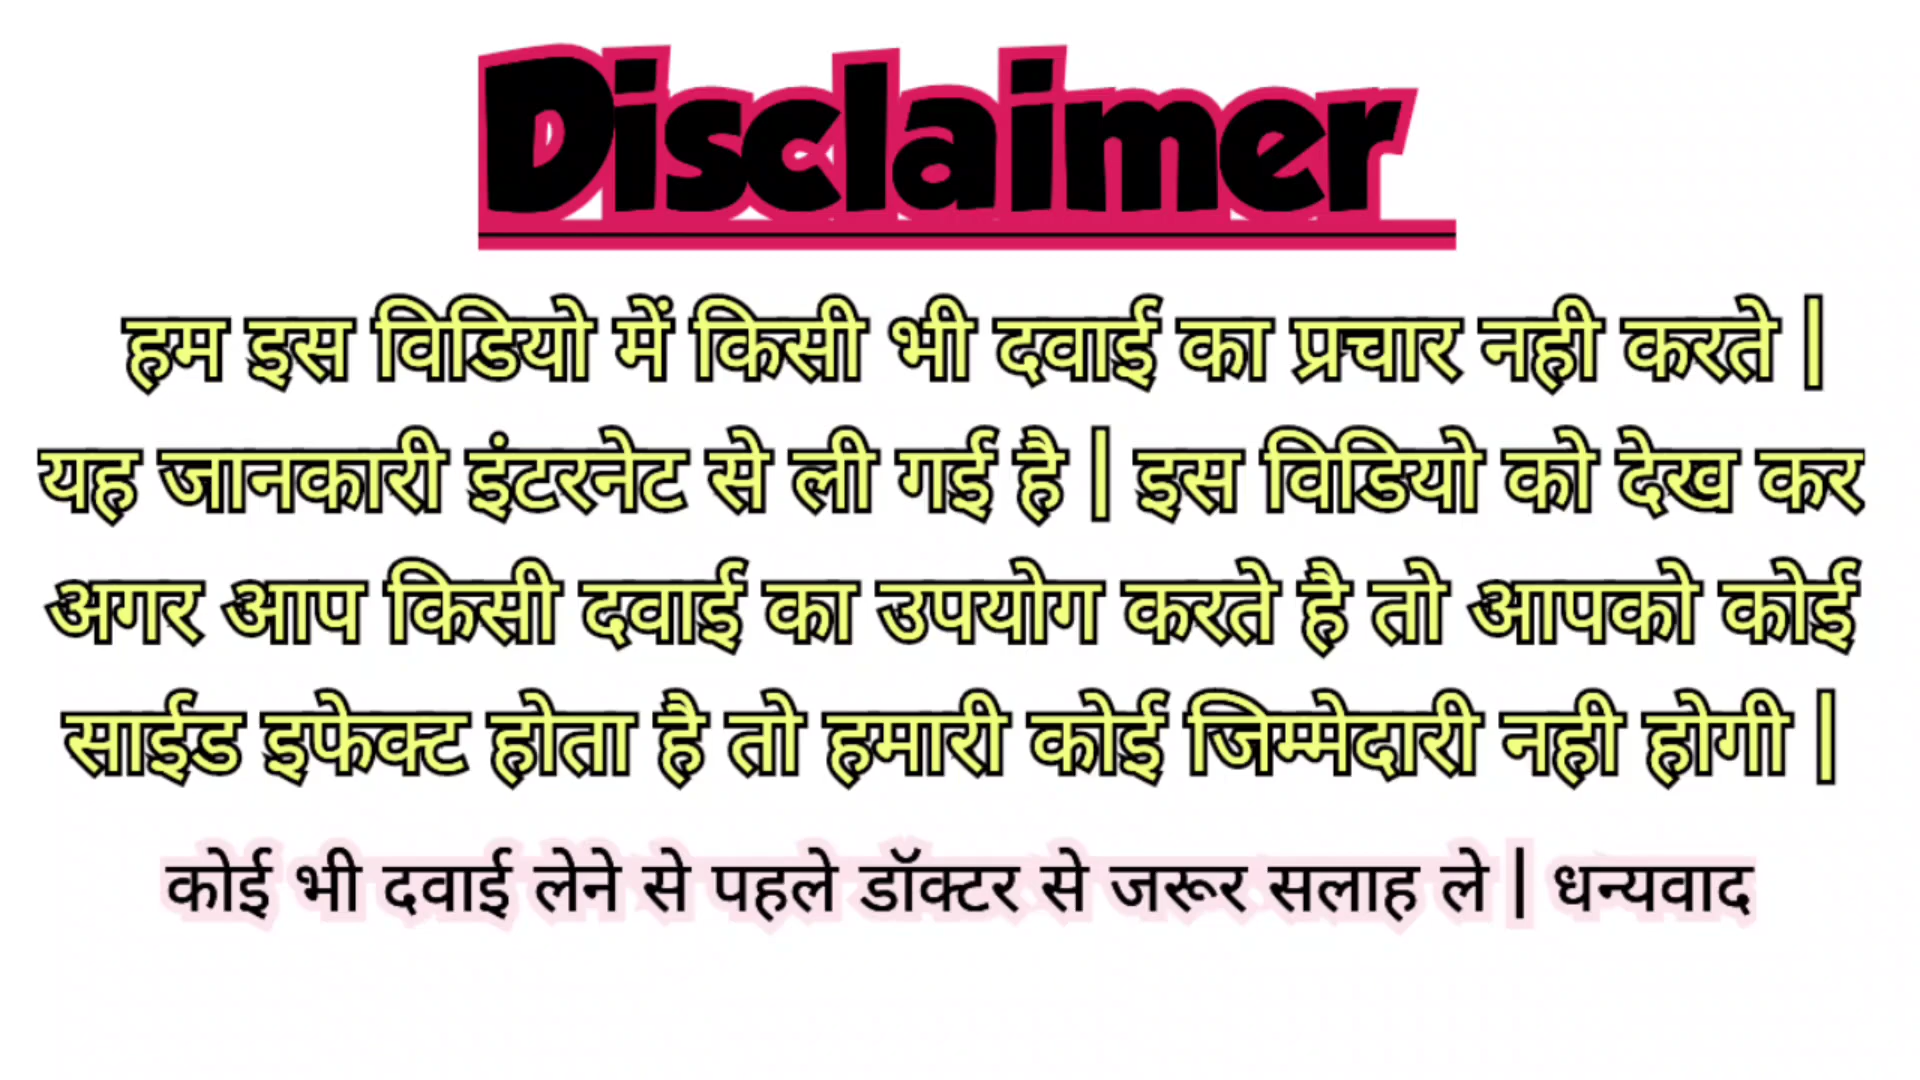 Disclaimer
हम इस विडियो में किसी भी दवाई का प्रचार नही करते |
यह जानकारी इंटरनेट से ली गई है | इस विडियो को देख कर
अगर आप किसी दवाई का उपयोग करते है तो आपको कोई
साईड इफेक्ट होता है तो हमारी कोई जिम्मेदारी नही होगी |
कोई भी दवाई लेने से पहले डॉक्टर से जरूर सलाह ले | धन्यवाद